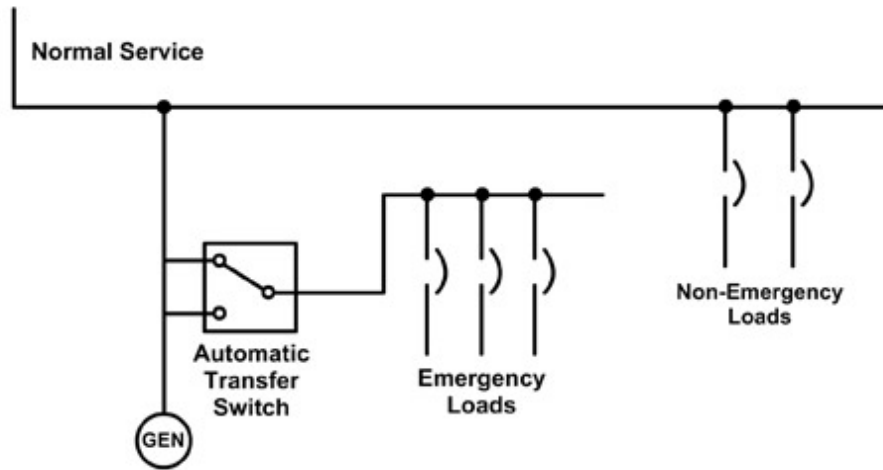 Normal Service
Non-Emergency
Loads
Automatic
Transfer
Switch
Emergency
Loads
GEN